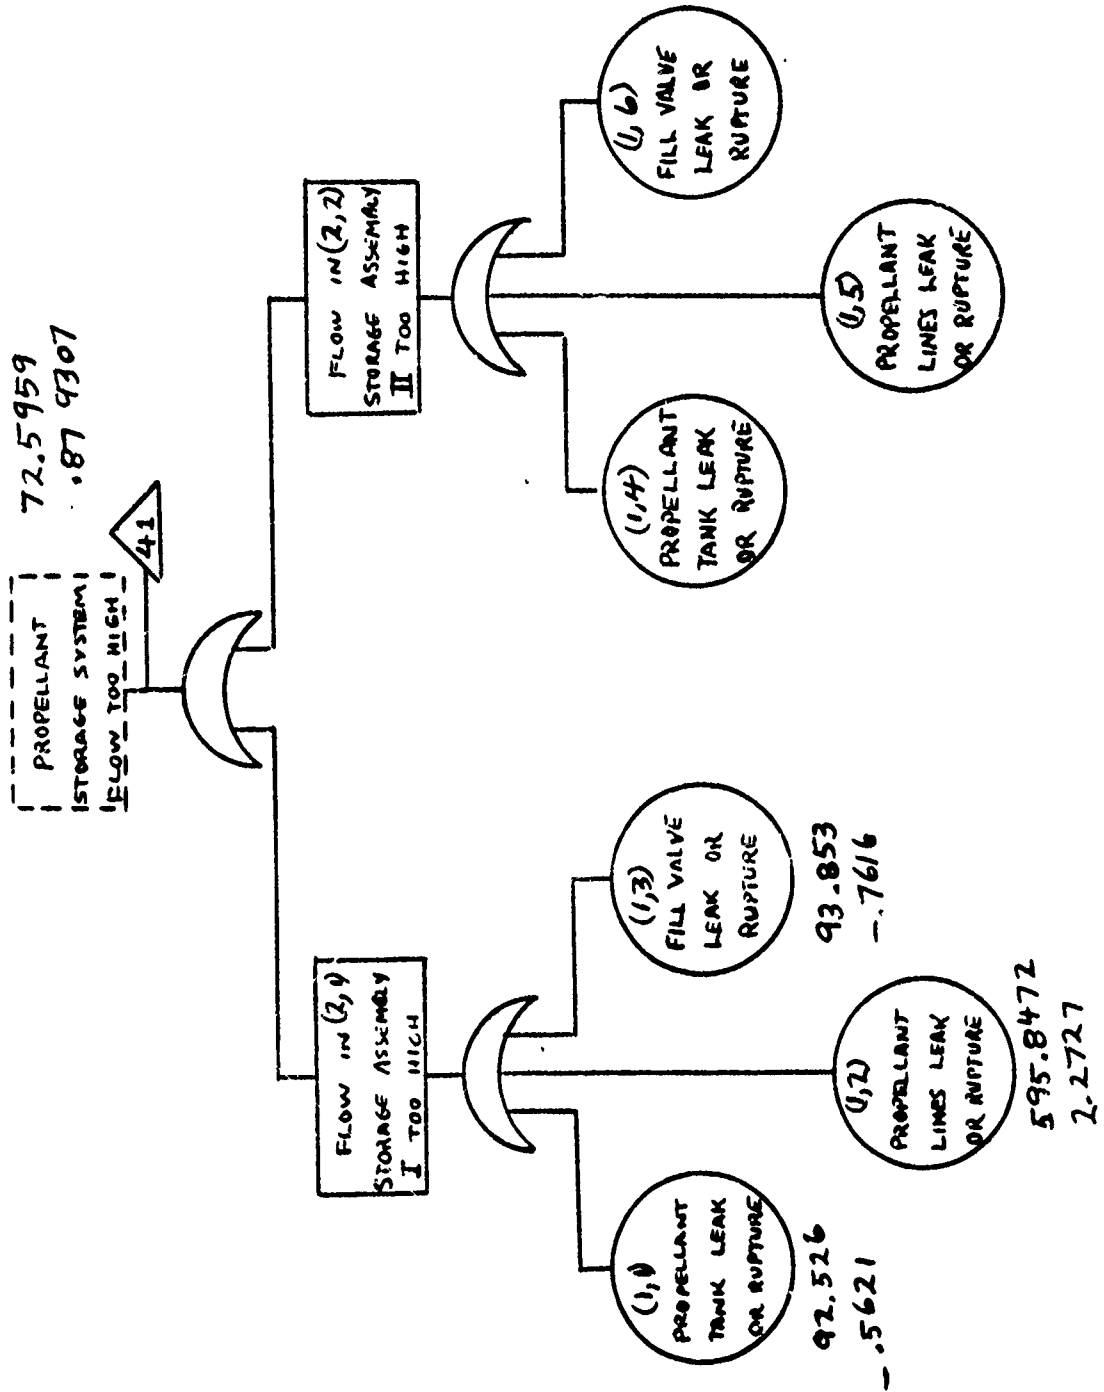 PROPELLANT
STORAGE SYSTEM
FLOW TOO HIGH
72.5959
.87 9307
41
FLOW IN (2,1)
STORAGE ASSEMBLY
I TOO HIGH
FLOW IN (2,2)
STORAGE ASSEMBLY
II TOO HIGH
(1,1)
PROPELLANT
TANK LEAK
OR RUPTURE
92.526
-.5621
(1,2)
PROPELLANT
LINES LEAK
OR RUPTURE
595.8472
2.2727
(1,3)
FILL VALVE
LEAK OR
RUPTURE
93.853
-.7616
(1,4)
PROPELLANT
TANK LEAK
OR RUPTURE
(1,5)
PROPELLANT
LINES LEAK
OR RUPTURE
(1,6)
FILL VALVE
LEAK OR
RUPTURE